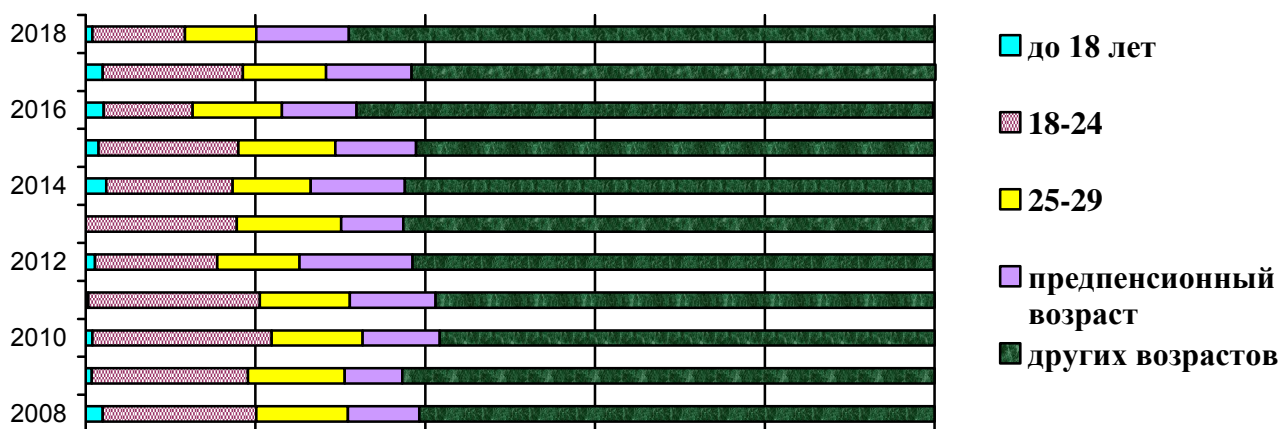 2018
2016
2014
2012
2010
2008
до 18 лет
18-24
25-29
предпенсионный
возраст
других возрастов